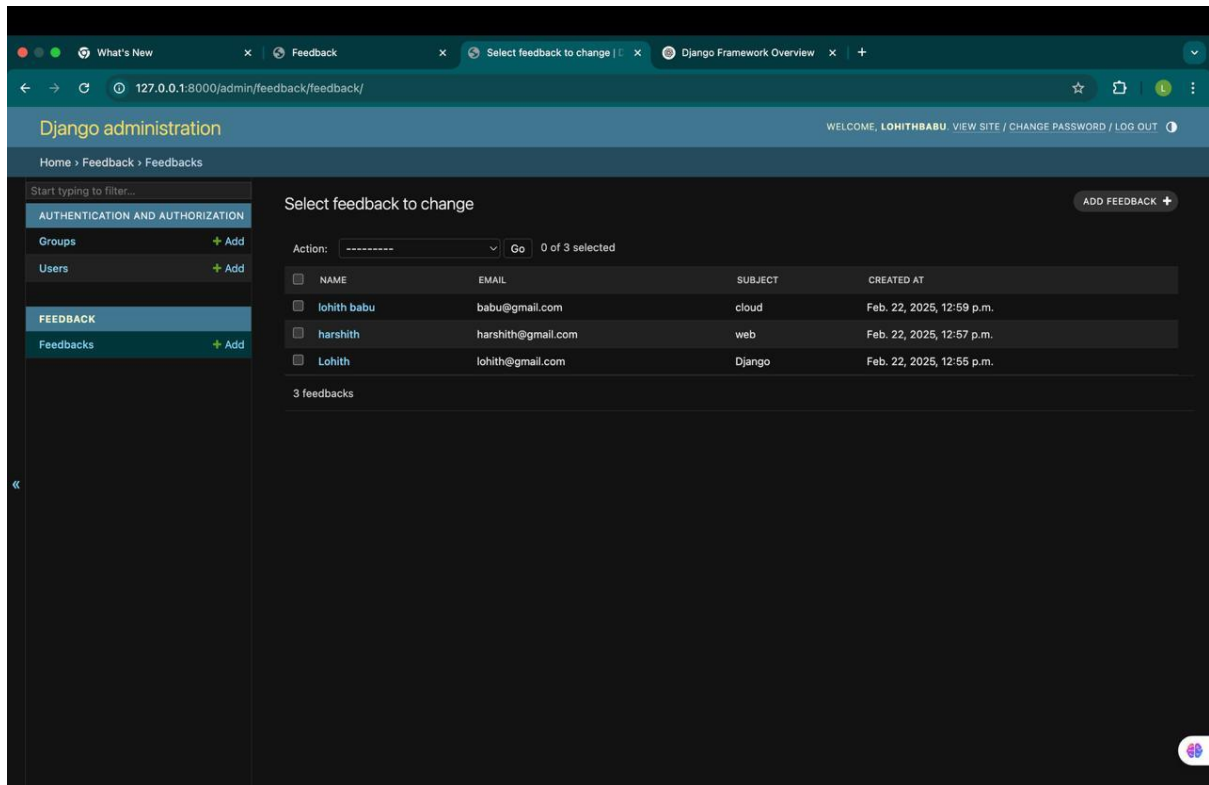 What's New
Feedback
Select feedback to change | D
Django Framework Overview
127.0.0.1:8000/admin/feedback/feedback/
L
Django administration
WELCOME, LOHITHBABU. VIEW SITE / CHANGE PASSWORD / LOG OUT
Home › Feedback › Feedbacks
Start typing to filter...
AUTHENTICATION AND AUTHORIZATION
Groups + Add
Users + Add
FEEDBACK
Feedbacks + Add
«
Select feedback to change
ADD FEEDBACK +
Action: --------- Go 0 of 3 selected
NAME EMAIL SUBJECT CREATED AT
lohith babu babu@gmail.com cloud Feb. 22, 2025, 12:59 p.m.
harshith harshith@gmail.com web Feb. 22, 2025, 12:57 p.m.
Lohith lohith@gmail.com Django Feb. 22, 2025, 12:55 p.m.
3 feedbacks